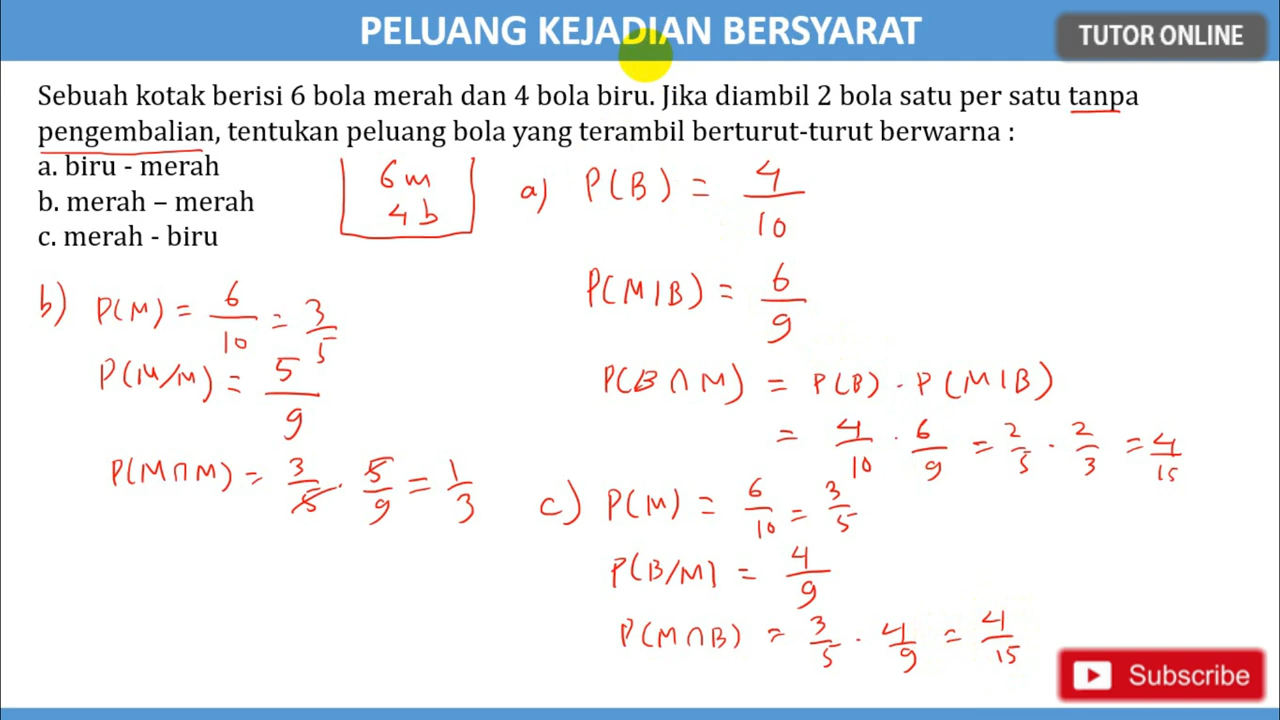 PELUANG KEJADIAN BERSYARAT
TUTOR ONLINE
Sebuah kotak berisi 6 bola merah dan 4 bola biru. Jika diambil 2 bola satu per satu tanpa
pengembalian, tentukan peluang bola yang terambil berturut-turut berwarna :
a. biru - merah
b. merah – merah
c. merah - biru
6 m
4 b
a) P(B) = 4/10
P(M|B) = 6/9
P(B ∩ M) = P(B) . P(M|B)
= 4/10 . 6/9 = 2/5 . 2/3 = 4/15
b) P(M) = 6/10 = 3/5
P(M/M) = 5/9
P(M∩M) = 3/5 . 5/9 = 1/3
c) P(M) = 6/10 = 3/5
P(B/M) = 4/9
P(M∩B) = 3/5 . 4/9 = 4/15
Subscribe